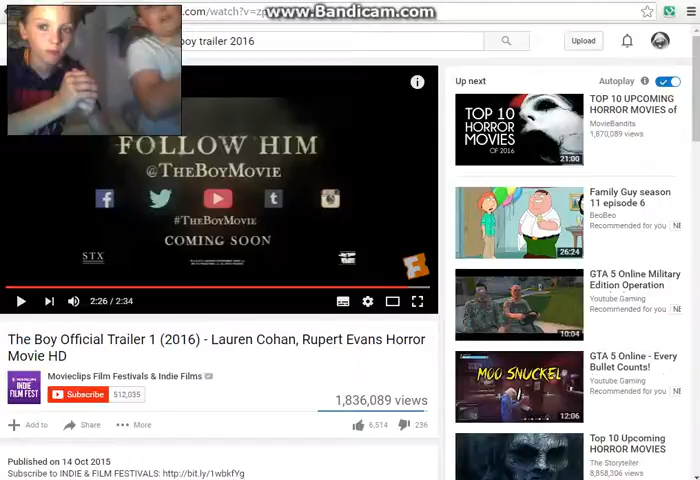 .com/watch?v=zp
www.Bandicam.com
boy trailer 2016
Upload
FOLLOW HIM
@THEBOYMOVIE
#THEBOYMOVIE
COMING SOON
STX
2:26 / 2:34
The Boy Official Trailer 1 (2016) - Lauren Cohan, Rupert Evans Horror
Movie HD
MOVIECLIPS
INDIE
FILM FEST
Movieclips Film Festivals & Indie Films
Subscribe
512,035
1,836,089 views
Add to
Share
More
6,514
236
Published on 14 Oct 2015
Subscribe to INDIE & FILM FESTIVALS: http://bit.ly/1wbkfYg
Up next
Autoplay
TOP 10
HORROR
MOVIES
OF 2016
21:00
TOP 10 UPCOMING
HORROR MOVIES of
MovieBandits
1,870,089 views
26:24
Family Guy season
11 episode 6
BeoBeo
Recommended for you
NE
10:04
GTA 5 Online Military
Edition Operation
Youtube Gaming
Recommended for you
NE
MOO SNUCKEL
12:06
GTA 5 Online - Every
Bullet Counts!
Youtube Gaming
Recommended for you
NE
Top 10 Upcoming
HORROR MOVIES
The Storyteller
8,858,306 views